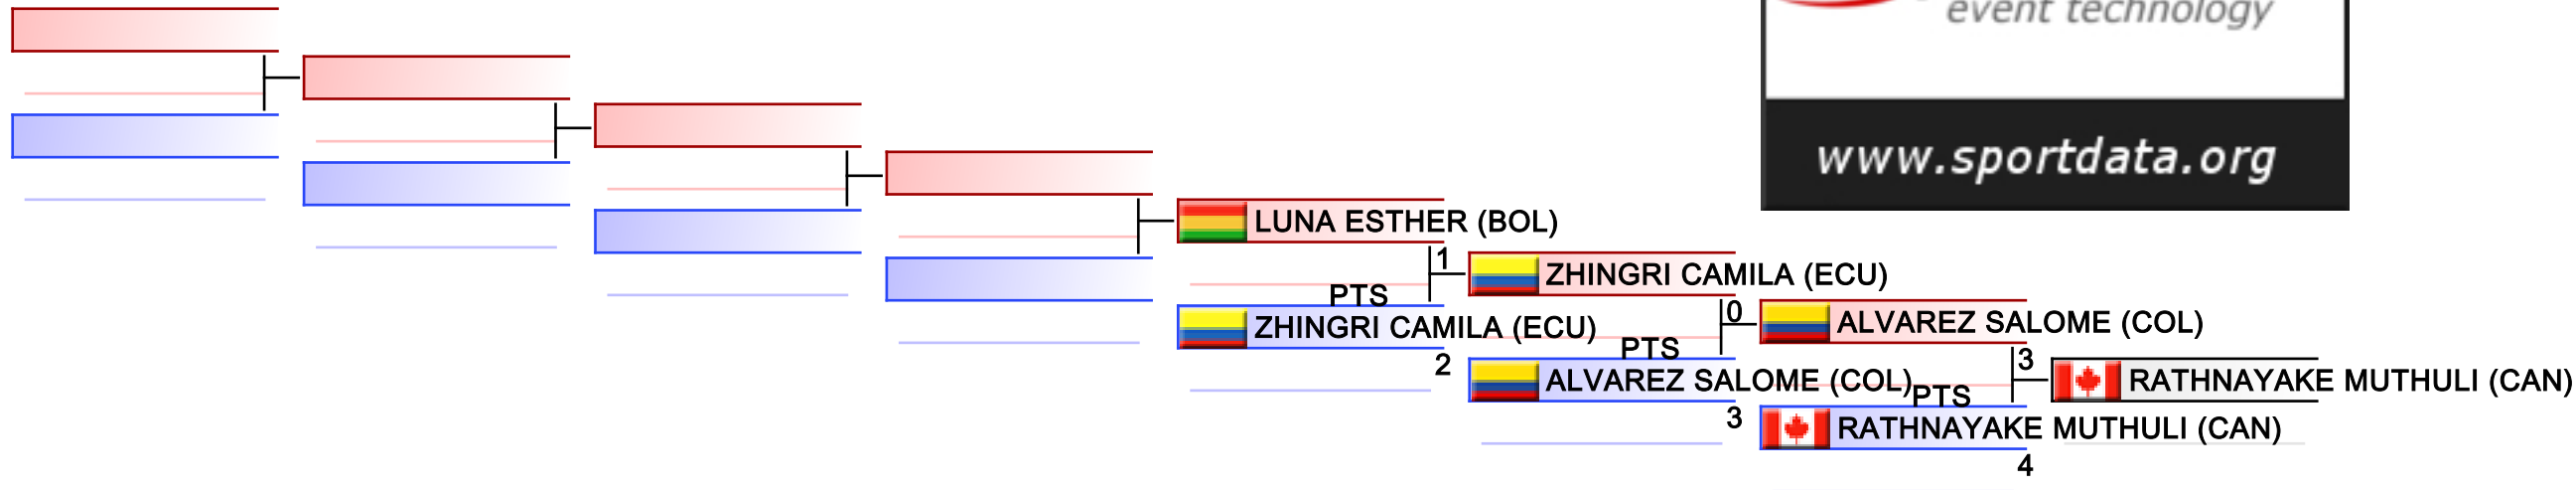 event technology
www.sportdata.org
LUNA ESTHER (BOL)
1
ZHINGRI CAMILA (ECU)
PTS
0
ZHINGRI CAMILA (ECU)
ALVAREZ SALOME (COL)
PTS
3
2
ALVAREZ SALOME (COL)
RATHNAYAKE MUTHULI (CAN)
PTS
3
RATHNAYAKE MUTHULI (CAN)
4